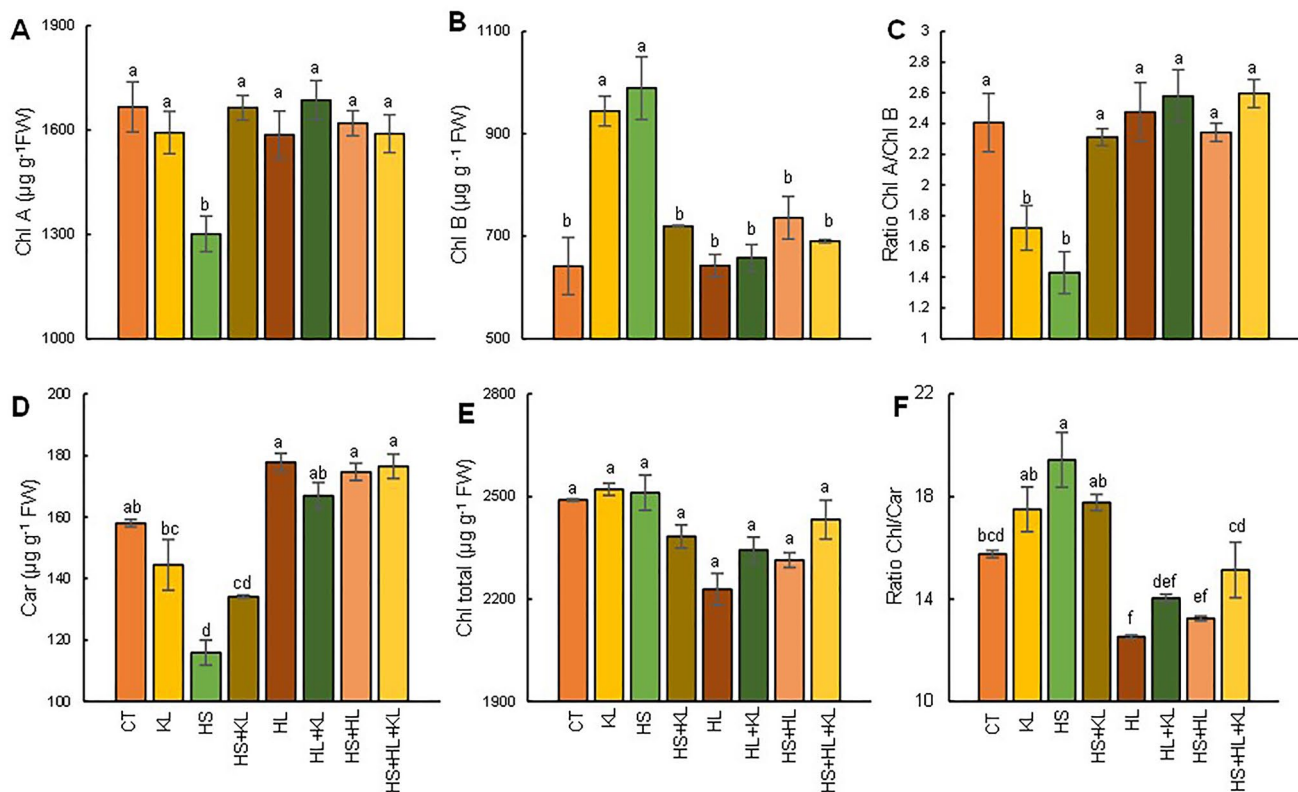 A
Chl A (µg g⁻¹FW)
1900
1600
1300
1000
a a b a a a a a
B
Chl B (µg g⁻¹ FW)
1100
900
700
500
b a a b b b b b
C
Ratio Chl A/Chl B
3
2.8
2.6
2.4
2.2
2
1.8
1.6
1.4
1.2
1
a b b a a a a a
D
Car (µg g⁻¹ FW)
200
180
160
140
120
100
ab bc d cd a ab a a
CT KL HS HS+KL HL HL+KL HS+HL HS+HL+KL
E
Chl total (µg g⁻¹ FW)
2800
2500
2200
1900
a a a a a a a a
CT KL HS HS+KL HL HL+KL HS+HL HS+HL+KL
F
Ratio Chl/Car
22
18
14
10
bcd ab a ab f def ef cd
CT KL HS HS+KL HL HL+KL HS+HL HS+HL+KL